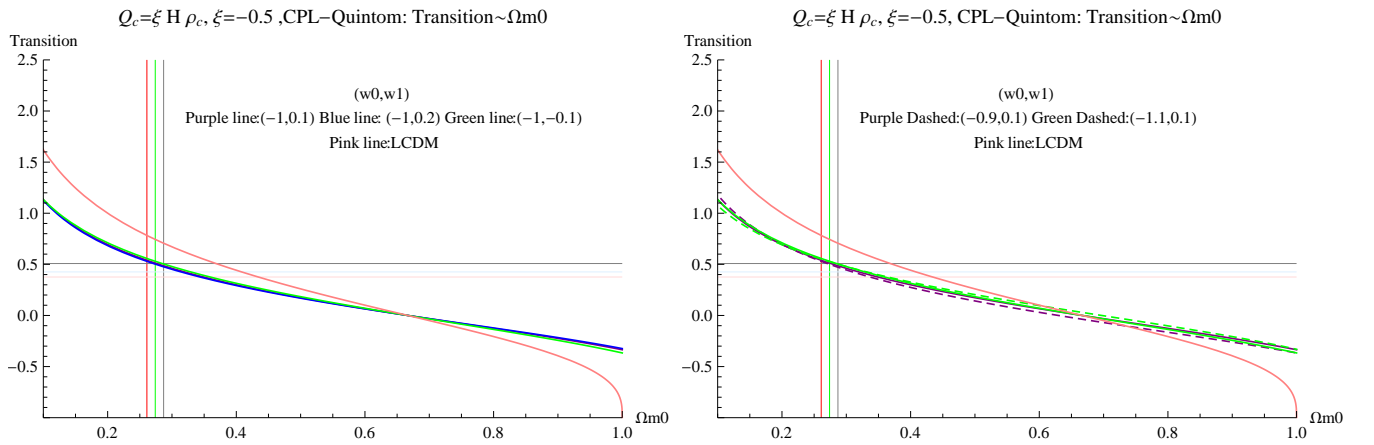 Q_c=ξ H ρ_c, ξ=−0.5 ,CPL−Quintom: Transition~Ωm0
Transition
2.5
2.0
1.5
1.0
0.5
0.0
−0.5
(w0,w1)
Purple line:(−1,0.1) Blue line: (−1,0.2) Green line:(−1,−0.1)
Pink line:LCDM
0.2 0.4 0.6 0.8 1.0
Ωm0
Q_c=ξ H ρ_c, ξ=−0.5, CPL−Quintom: Transition~Ωm0
Transition
2.5
2.0
1.5
1.0
0.5
0.0
−0.5
(w0,w1)
Purple Dashed:(−0.9,0.1) Green Dashed:(−1.1,0.1)
Pink line:LCDM
0.2 0.4 0.6 0.8 1.0
Ωm0